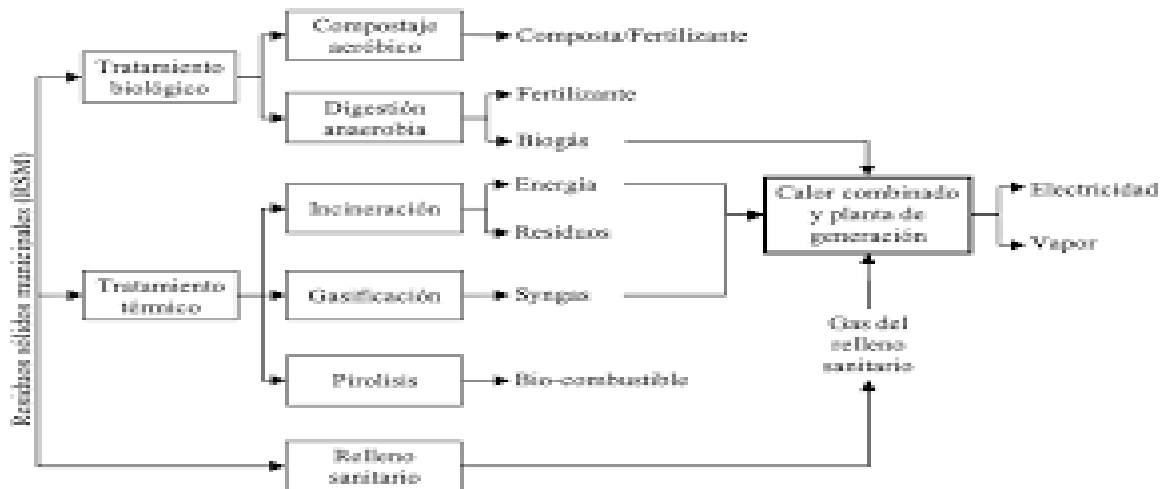 Residuos sólidos municipales (RSM)
Tratamiento
biológico
Compostaje
aeróbico
Composta/Fertilizante
Digestión
anaerobia
Fertilizante
Biogás
Tratamiento
térmico
Incineración
Energía
Residuos
Gasificación
Syngas
Pirolisis
Bio-combustible
Relleno
sanitario
Gas del
relleno
sanitario
Calor combinado
y planta de
generación
Electricidad
Vapor